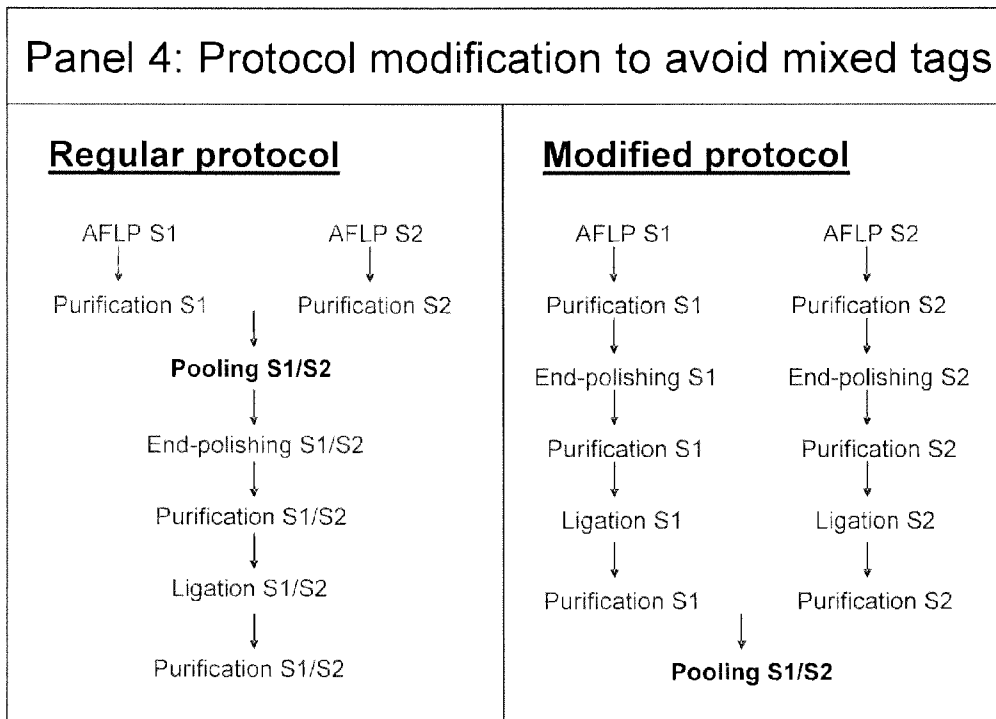 Panel 4: Protocol modification to avoid mixed tags
Regular protocol
AFLP S1 AFLP S2
Purification S1 Purification S2
Pooling S1/S2
End-polishing S1/S2
Purification S1/S2
Ligation S1/S2
Purification S1/S2
Modified protocol
AFLP S1 AFLP S2
Purification S1 Purification S2
End-polishing S1 End-polishing S2
Purification S1 Purification S2
Ligation S1 Ligation S2
Purification S1 Purification S2
Pooling S1/S2